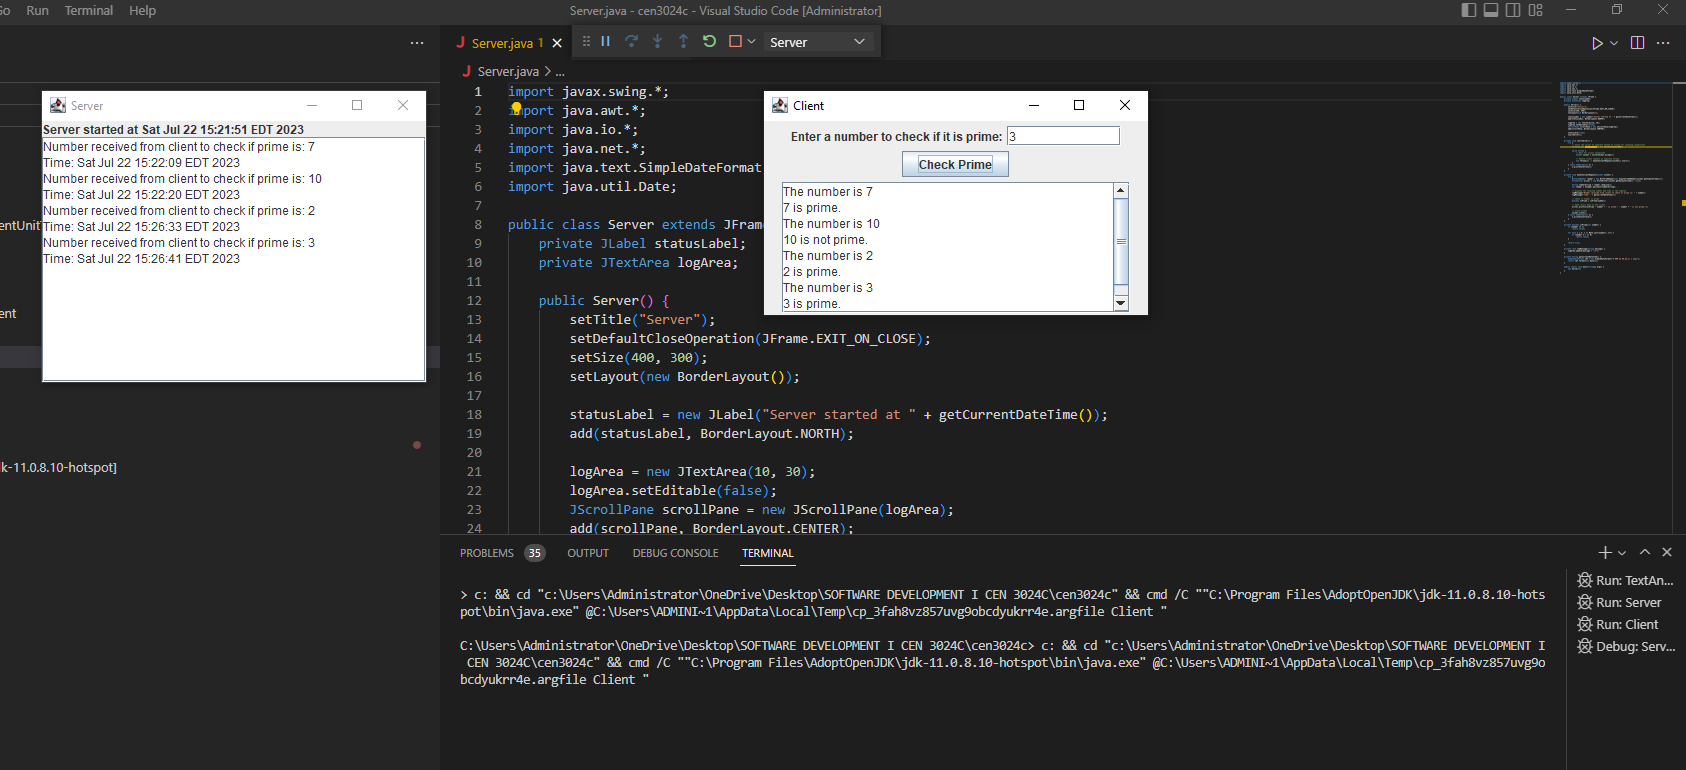 Go Run Terminal Help
Server.java - cen3024c - Visual Studio Code [Administrator]
Server.java 1
Server
Server.java > ...
Server
Server started at Sat Jul 22 15:21:51 EDT 2023
Number received from client to check if prime is: 7
Time: Sat Jul 22 15:22:09 EDT 2023
Number received from client to check if prime is: 10
Time: Sat Jul 22 15:22:20 EDT 2023
Number received from client to check if prime is: 2
Time: Sat Jul 22 15:26:33 EDT 2023
Number received from client to check if prime is: 3
Time: Sat Jul 22 15:26:41 EDT 2023
entUnit
ent
dk-11.0.8.10-hotspot]
1 import javax.swing.*;
2 import java.awt.*;
3 import java.io.*;
4 import java.net.*;
5 import java.text.SimpleDateFormat
6 import java.util.Date;
7
8 public class Server extends JFrame
9 private JLabel statusLabel;
10 private JTextArea logArea;
11
12 public Server() {
13 setTitle("Server");
14 setDefaultCloseOperation(JFrame.EXIT_ON_CLOSE);
15 setSize(400, 300);
16 setLayout(new BorderLayout());
17
18 statusLabel = new JLabel("Server started at " + getCurrentDateTime());
19 add(statusLabel, BorderLayout.NORTH);
20
21 logArea = new JTextArea(10, 30);
22 logArea.setEditable(false);
23 JScrollPane scrollPane = new JScrollPane(logArea);
24 add(scrollPane, BorderLayout.CENTER);
Client
Enter a number to check if it is prime: 3
Check Prime
The number is 7
7 is prime.
The number is 10
10 is not prime.
The number is 2
2 is prime.
The number is 3
3 is prime.
PROBLEMS 35 OUTPUT DEBUG CONSOLE TERMINAL
> c: && cd "c:\Users\Administrator\OneDrive\Desktop\SOFTWARE DEVELOPMENT I CEN 3024C\cen3024c" && cmd /C ""C:\Program Files\AdoptOpenJDK\jdk-11.0.8.10-hots
pot\bin\java.exe" @C:\Users\ADMINI~1\AppData\Local\Temp\cp_3fah8vz857uvg9obcdyukrr4e.argfile Client "
C:\Users\Administrator\OneDrive\Desktop\SOFTWARE DEVELOPMENT I CEN 3024C\cen3024c> c: && cd "c:\Users\Administrator\OneDrive\Desktop\SOFTWARE DEVELOPMENT I
CEN 3024C\cen3024c" && cmd /C ""C:\Program Files\AdoptOpenJDK\jdk-11.0.8.10-hotspot\bin\java.exe" @C:\Users\ADMINI~1\AppData\Local\Temp\cp_3fah8vz857uvg9o
bcdyukrr4e.argfile Client "
Run: TextAn...
Run: Server
Run: Client
Debug: Serv...